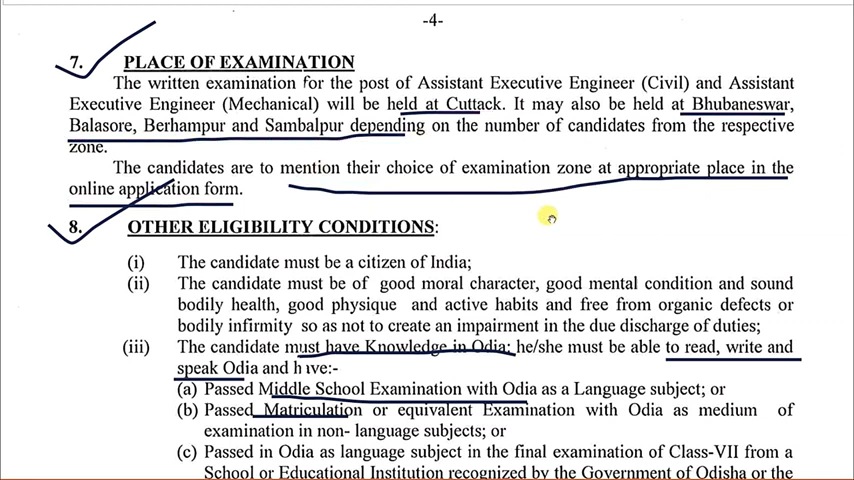 -4-
7. PLACE OF EXAMINATION
The written examination for the post of Assistant Executive Engineer (Civil) and Assistant
Executive Engineer (Mechanical) will be held at Cuttack. It may also be held at Bhubaneswar,
Balasore, Berhampur and Sambalpur depending on the number of candidates from the respective
zone.
The candidates are to mention their choice of examination zone at appropriate place in the
online application form.
8. OTHER ELIGIBILITY CONDITIONS:
(i) The candidate must be a citizen of India;
(ii) The candidate must be of good moral character, good mental condition and sound
bodily health, good physique and active habits and free from organic defects or
bodily infirmity so as not to create an impairment in the due discharge of duties;
(iii) The candidate must have Knowledge in Odia; he/she must be able to read, write and
speak Odia and have:-
(a) Passed Middle School Examination with Odia as a Language subject; or
(b) Passed Matriculation or equivalent Examination with Odia as medium of
examination in non- language subjects; or
(c) Passed in Odia as language subject in the final examination of Class-VII from a
School or Educational Institution recognized by the Government of Odisha or the